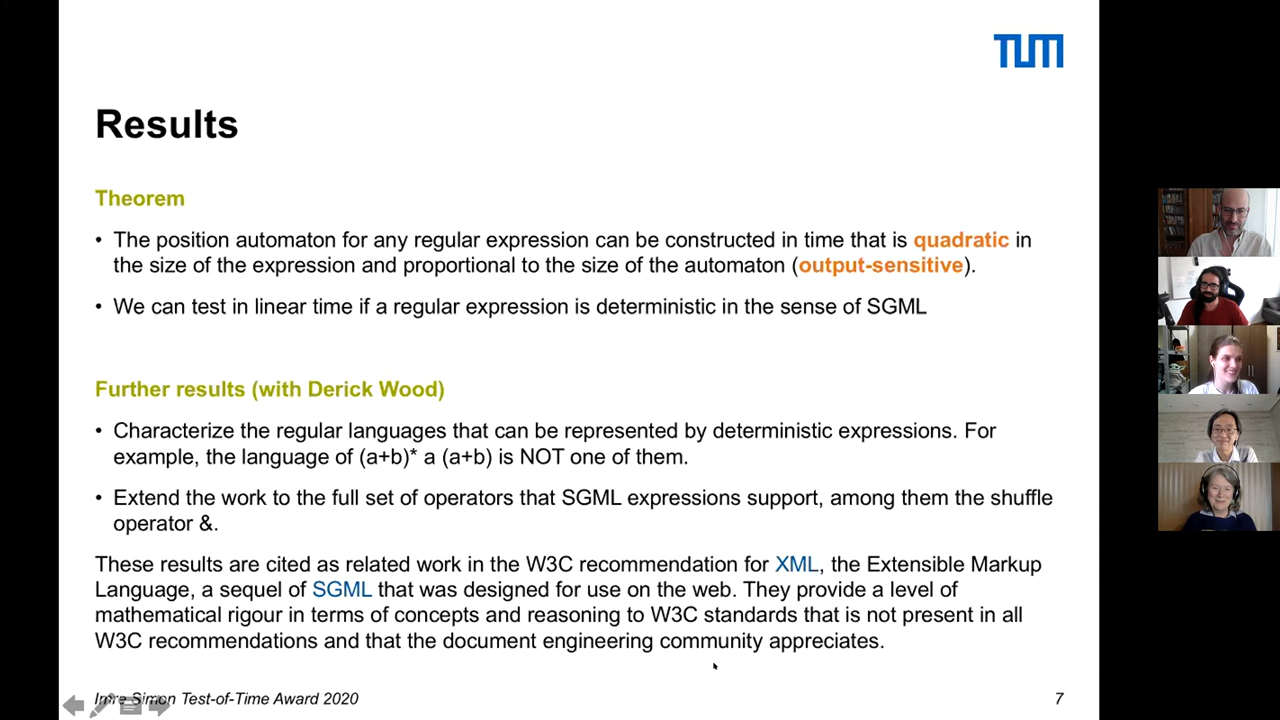 TUM
Results
Theorem
• The position automaton for any regular expression can be constructed in time that is quadratic in
the size of the expression and proportional to the size of the automaton (output-sensitive).
• We can test in linear time if a regular expression is deterministic in the sense of SGML
Further results (with Derick Wood)
• Characterize the regular languages that can be represented by deterministic expressions. For
example, the language of (a+b)* a (a+b) is NOT one of them.
• Extend the work to the full set of operators that SGML expressions support, among them the shuffle
operator &.
These results are cited as related work in the W3C recommendation for XML, the Extensible Markup
Language, a sequel of SGML that was designed for use on the web. They provide a level of
mathematical rigour in terms of concepts and reasoning to W3C standards that is not present in all
W3C recommendations and that the document engineering community appreciates.
Imre Simon Test-of-Time Award 2020
7